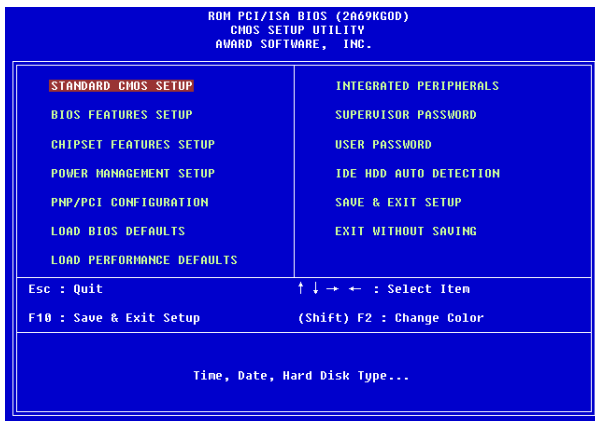 ROM PCI/ISA BIOS (2A69KGOD)
CMOS SETUP UTILITY
AWARD SOFTWARE, INC.
STANDARD CMOS SETUP
BIOS FEATURES SETUP
CHIPSET FEATURES SETUP
POWER MANAGEMENT SETUP
PNP/PCI CONFIGURATION
LOAD BIOS DEFAULTS
LOAD PERFORMANCE DEFAULTS
INTEGRATED PERIPHERALS
SUPERVISOR PASSWORD
USER PASSWORD
IDE HDD AUTO DETECTION
SAVE & EXIT SETUP
EXIT WITHOUT SAVING
Esc : Quit
↑ ↓ → ← : Select Item
F10 : Save & Exit Setup
(Shift) F2 : Change Color
Time, Date, Hard Disk Type...